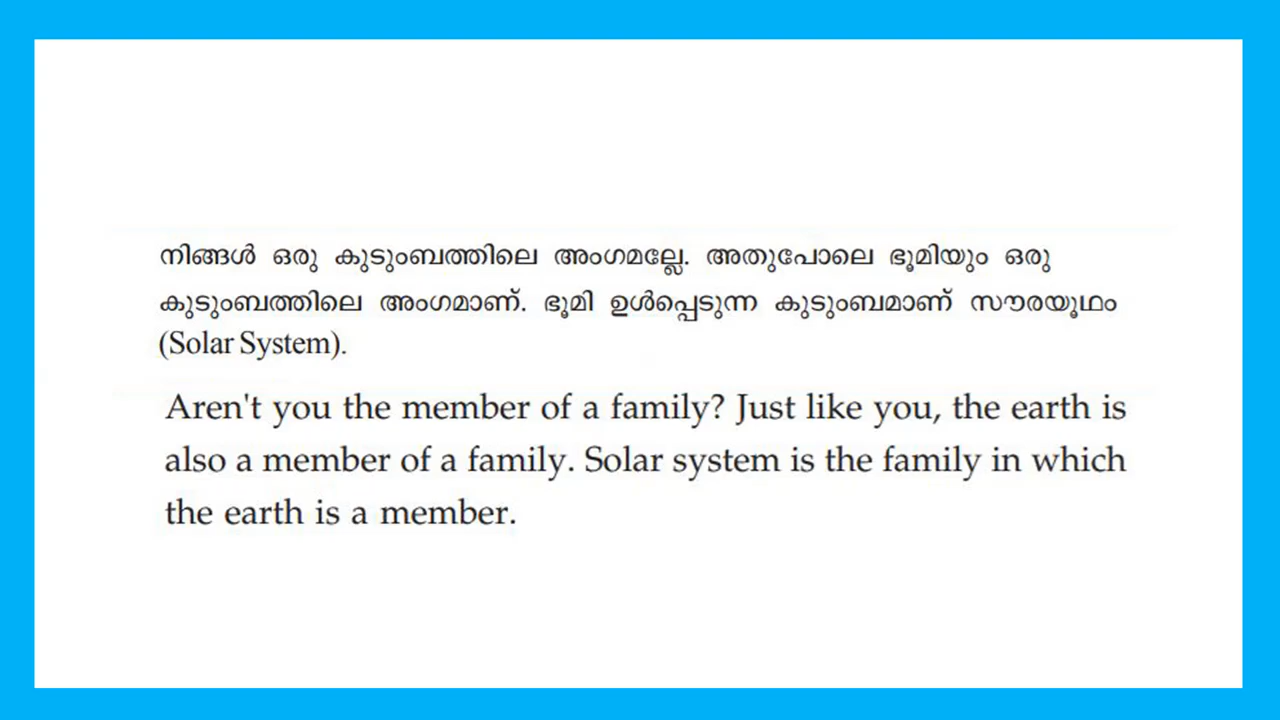 നിങ്ങൾ ഒരു കുടുംബത്തിലെ അംഗമല്ലേ. അതുപോലെ ഭൂമിയും ഒരു
കുടുംബത്തിലെ അംഗമാണ്. ഭൂമി ഉൾപ്പെടുന്ന കുടുംബമാണ് സൗരയൂഥം
(Solar System).
Aren't you the member of a family? Just like you, the earth is
also a member of a family. Solar system is the family in which
the earth is a member.